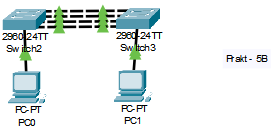 2960-24TT
Switch2
2960-24TT
Switch3
Prakt - 5B
PC-PT
PC0
PC-PT
PC1